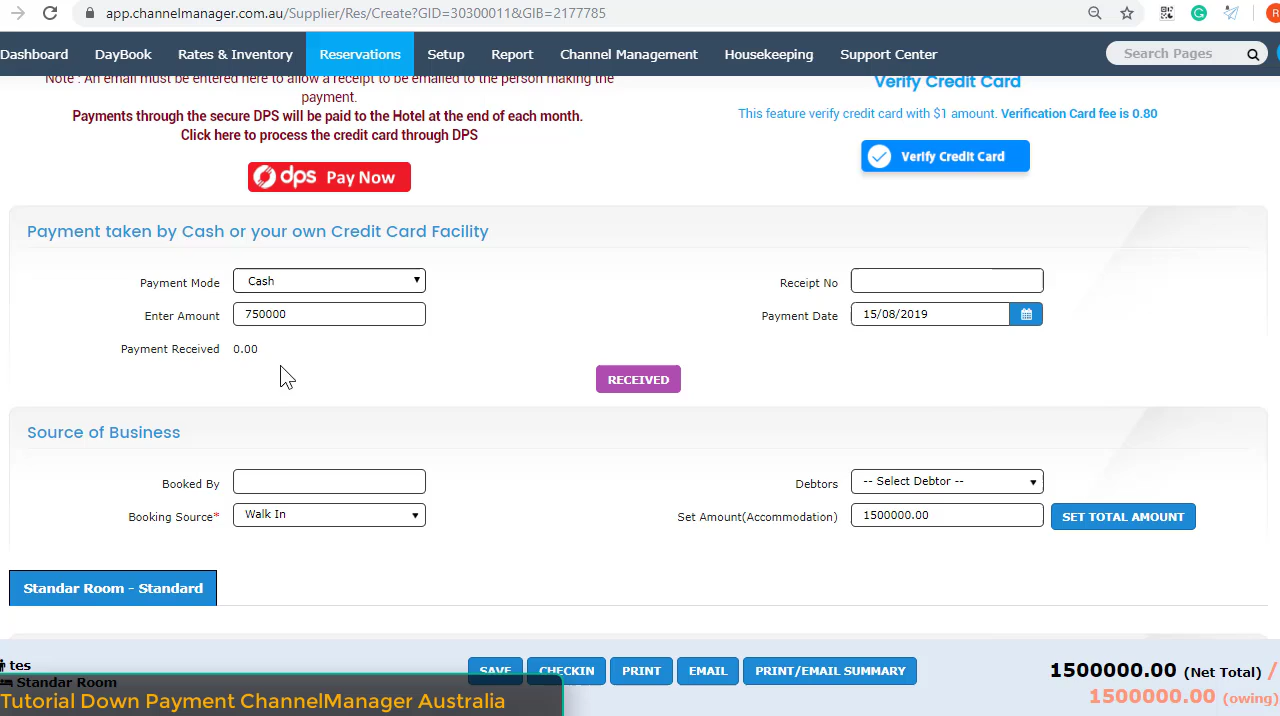 app.channelmanager.com.au/Supplier/Res/Create?GID=30300011&GIB=2177785
Dashboard DayBook Rates & Inventory Reservations Setup Report Channel Management Housekeeping Support Center Search Pages
Note : An email must be entered here to allow a receipt to be emailed to the person making the
payment.
Payments through the secure DPS will be paid to the Hotel at the end of each month.
Click here to process the credit card through DPS
dps Pay Now
Verify Credit Card
This feature verify credit card with $1 amount. Verification Card fee is 0.80
Verify Credit Card
Payment taken by Cash or your own Credit Card Facility
Payment Mode Cash
Receipt No
Enter Amount 750000
Payment Date 15/08/2019
Payment Received 0.00
RECEIVED
Source of Business
Booked By
Debtors -- Select Debtor --
Booking Source* Walk In
Set Amount(Accommodation) 1500000.00 SET TOTAL AMOUNT
Standar Room - Standard
tes
Standar Room
SAVE CHECKIN PRINT EMAIL PRINT/EMAIL SUMMARY
1500000.00 (Net Total) /
1500000.00 (owing)
Tutorial Down Payment ChannelManager Australia